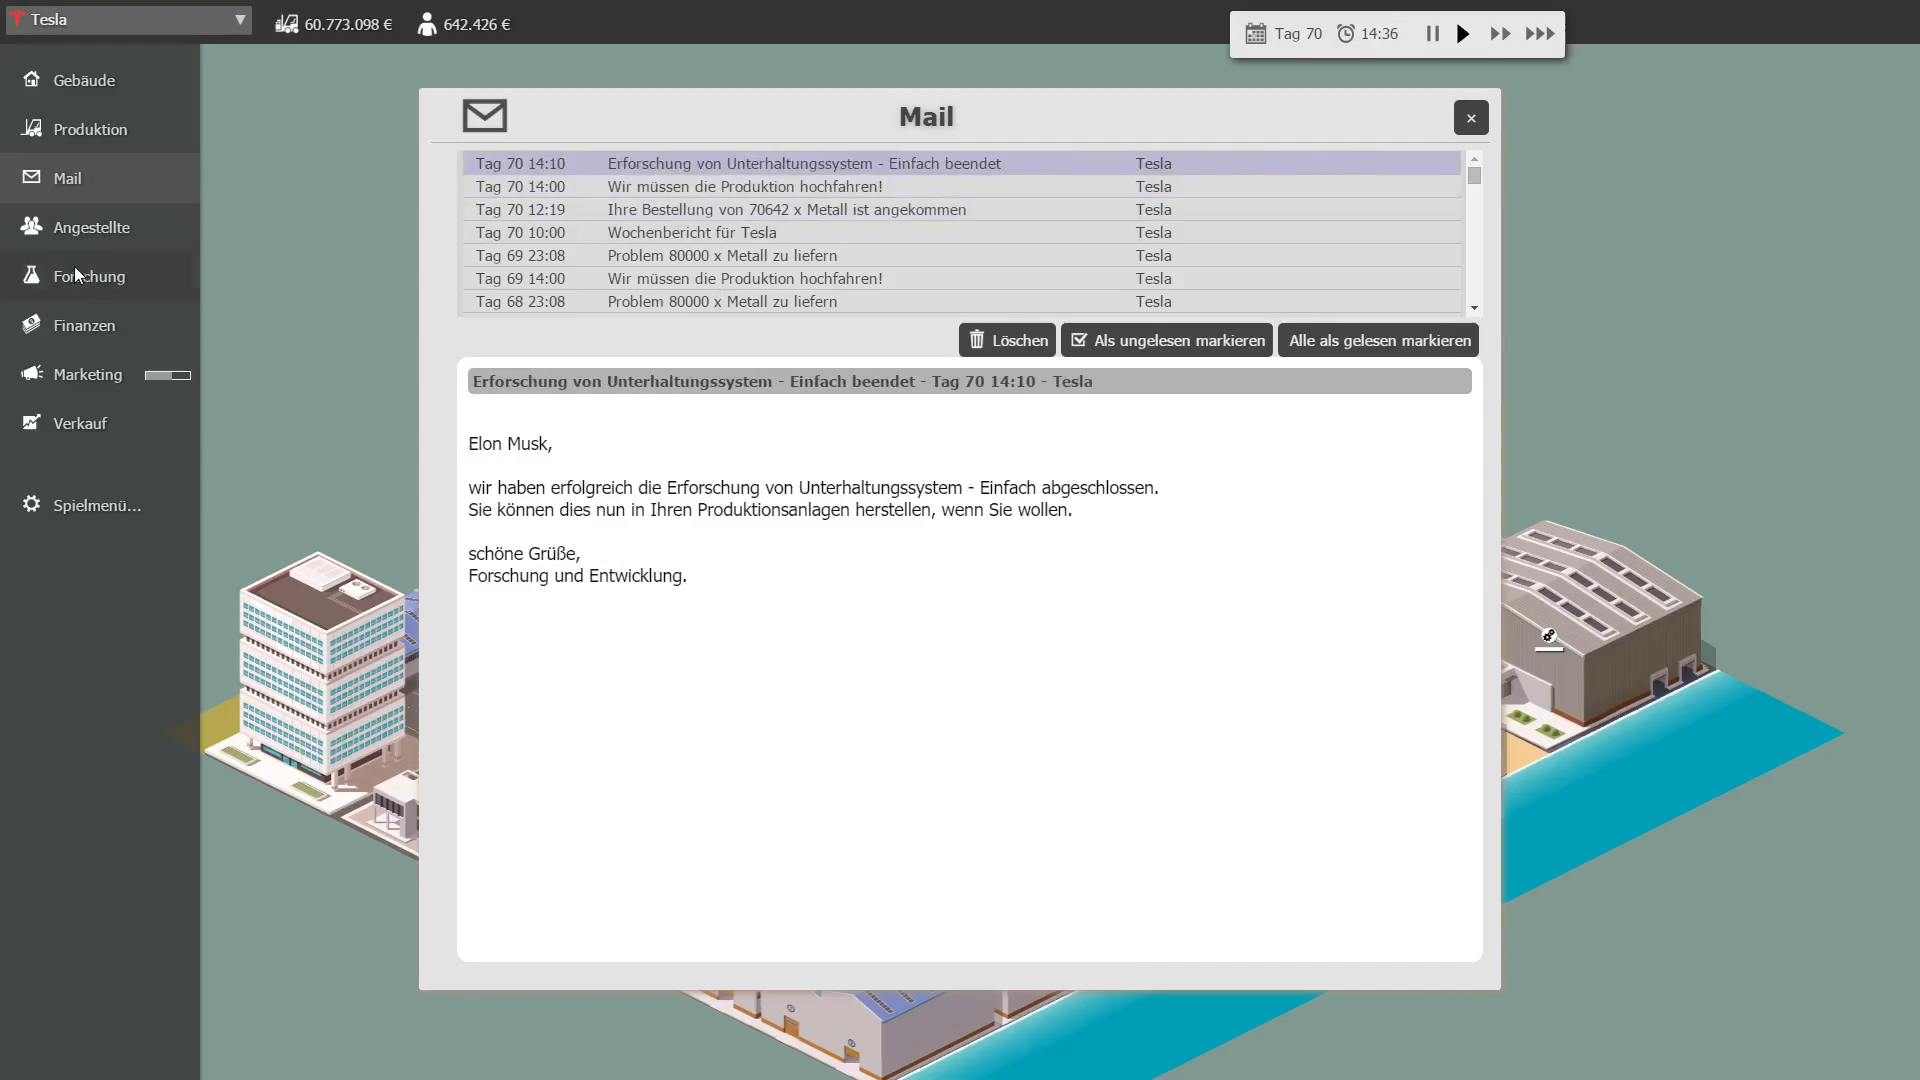 Tesla
60.773.098 €
642.426 €
Tag 70
14:36
Gebäude
Produktion
Mail
Angestellte
Forschung
Finanzen
Marketing
Verkauf
Spielmenü...
Mail
×
Tag 70 14:10 Erforschung von Unterhaltungssystem - Einfach beendet Tesla
Tag 70 14:00 Wir müssen die Produktion hochfahren! Tesla
Tag 70 12:19 Ihre Bestellung von 70642 x Metall ist angekommen Tesla
Tag 70 10:00 Wochenbericht für Tesla Tesla
Tag 69 23:08 Problem 80000 x Metall zu liefern Tesla
Tag 69 14:00 Wir müssen die Produktion hochfahren! Tesla
Tag 68 23:08 Problem 80000 x Metall zu liefern Tesla
Löschen
Als ungelesen markieren
Alle als gelesen markieren
Erforschung von Unterhaltungssystem - Einfach beendet - Tag 70 14:10 - Tesla
Elon Musk,
wir haben erfolgreich die Erforschung von Unterhaltungssystem - Einfach abgeschlossen.
Sie können dies nun in Ihren Produktionsanlagen herstellen, wenn Sie wollen.
schöne Grüße,
Forschung und Entwicklung.